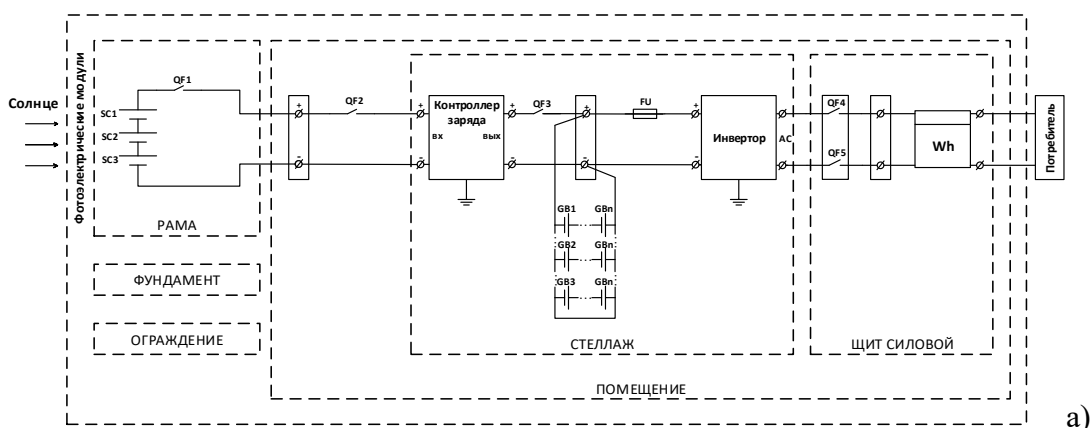 Солнце
Фотоэлектрические модули
QF1
SC1
SC2
SC3
РАМА
ФУНДАМЕНТ
ОГРАЖДЕНИЕ
+
-
QF2
+
-
Контроллер
заряда
вх
вых
+
-
QF3
+
-
FU
GB1
GBn
GB2
GBn
GB3
GBn
+
-
Инвертор
AC
СТЕЛЛАЖ
QF4
QF5
Wh
ЩИТ СИЛОВОЙ
ПОМЕЩЕНИЕ
Потребитель
а)